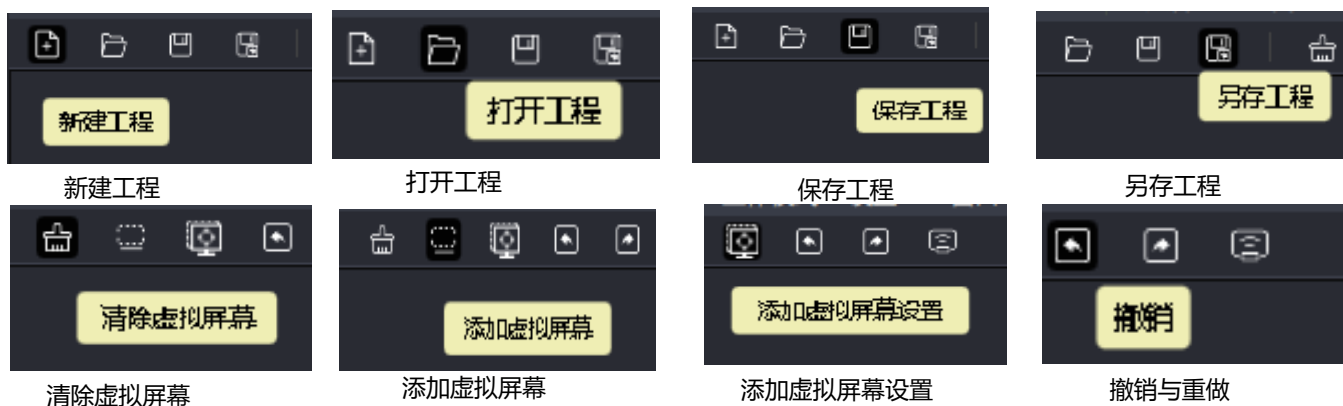 新建工程
打开工程
保存工程
另存工程
新建工程
打开工程
保存工程
另存工程
清除虚拟屏幕
添加虚拟屏幕
添加虚拟屏幕设置
撤销
清除虚拟屏幕
添加虚拟屏幕
添加虚拟屏幕设置
撤销与重做